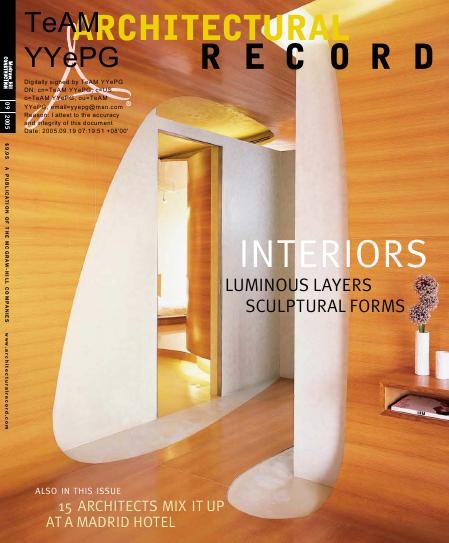 TeAM
YYePG
ARCHITECTURAL
RECORD
Digitally signed by TeAM YYePG
DN: cn=TeAM YYePG, c=US,
o=TeAM YYePG, ou=TeAM
YYePG, email=yyepg@msn.com
Reason: I attest to the accuracy
and integrity of this document
Date: 2005.09.19 07:19:51 +08'00'
09 2005
$9.95 A PUBLICATION OF THE MCGRAW-HILL COMPANIES www.architecturalrecord.com
INTERIORS
LUMINOUS LAYERS
SCULPTURAL FORMS
ALSO IN THIS ISSUE
15 ARCHITECTS MIX IT UP
AT A MADRID HOTEL